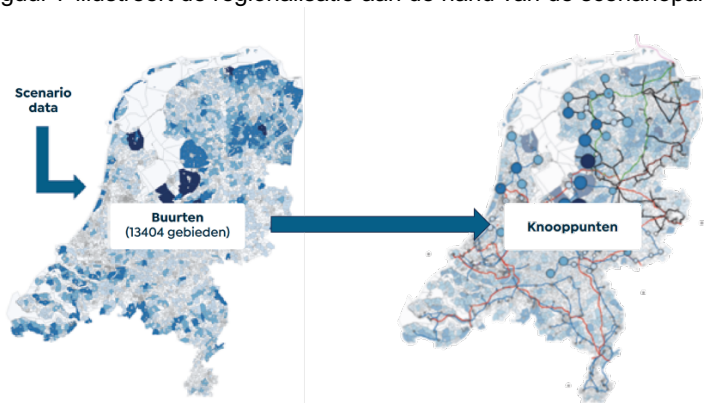 Scenario
data
Buurten
(13404 gebieden)
Knooppunten